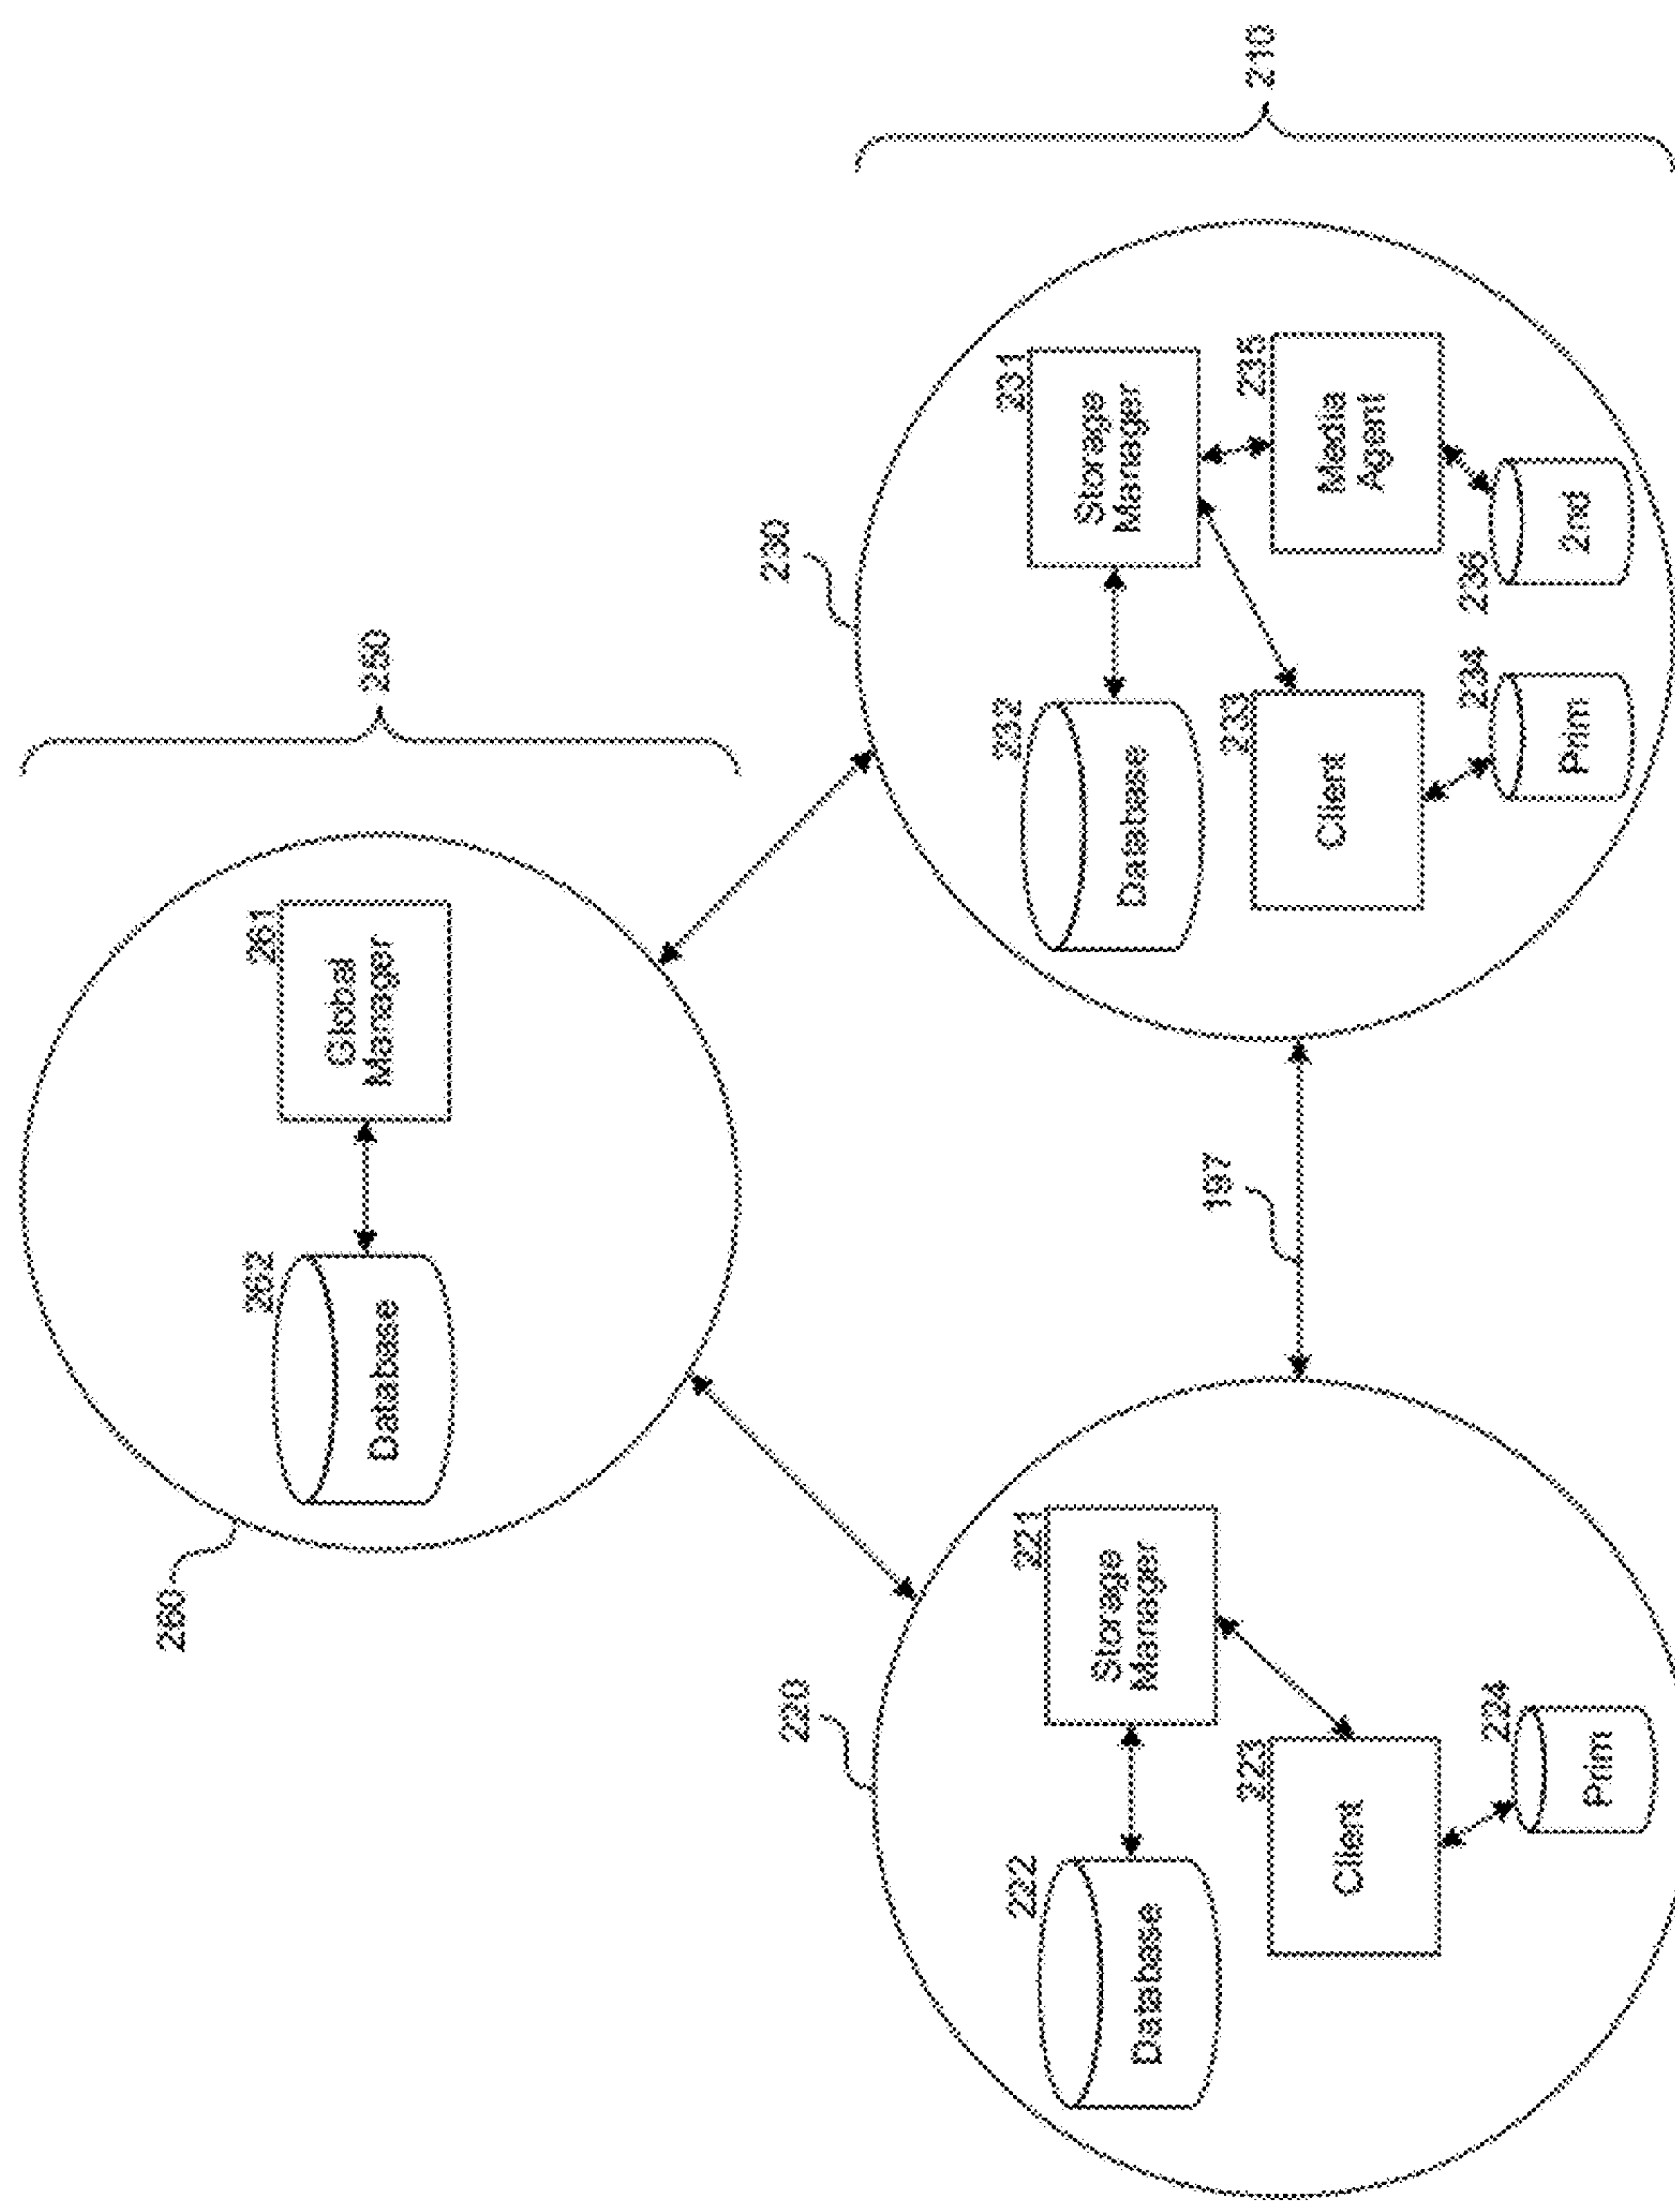 250
260
262
Database
261
Global
Manager
210
220
222
Database
221
Storage
Manager
223
Client
224
Prim
197
230
232
Database
231
Storage
Manager
233
Client
235
Media
Agent
234
Prim
236
2nd